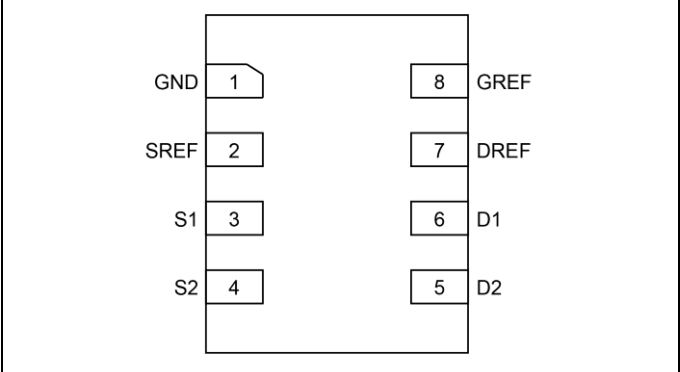 GND 1 8 GREF
SREF 2 7 DREF
S1 3 6 D1
S2 4 5 D2